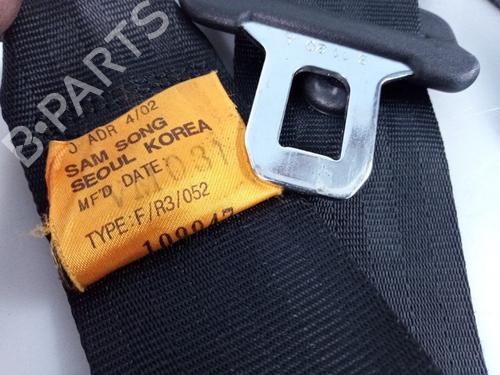 B-PARTS
ADR 4/02
SAM SONG
SEOUL KOREA
MF'D DATE
TYPE: F/R3/052